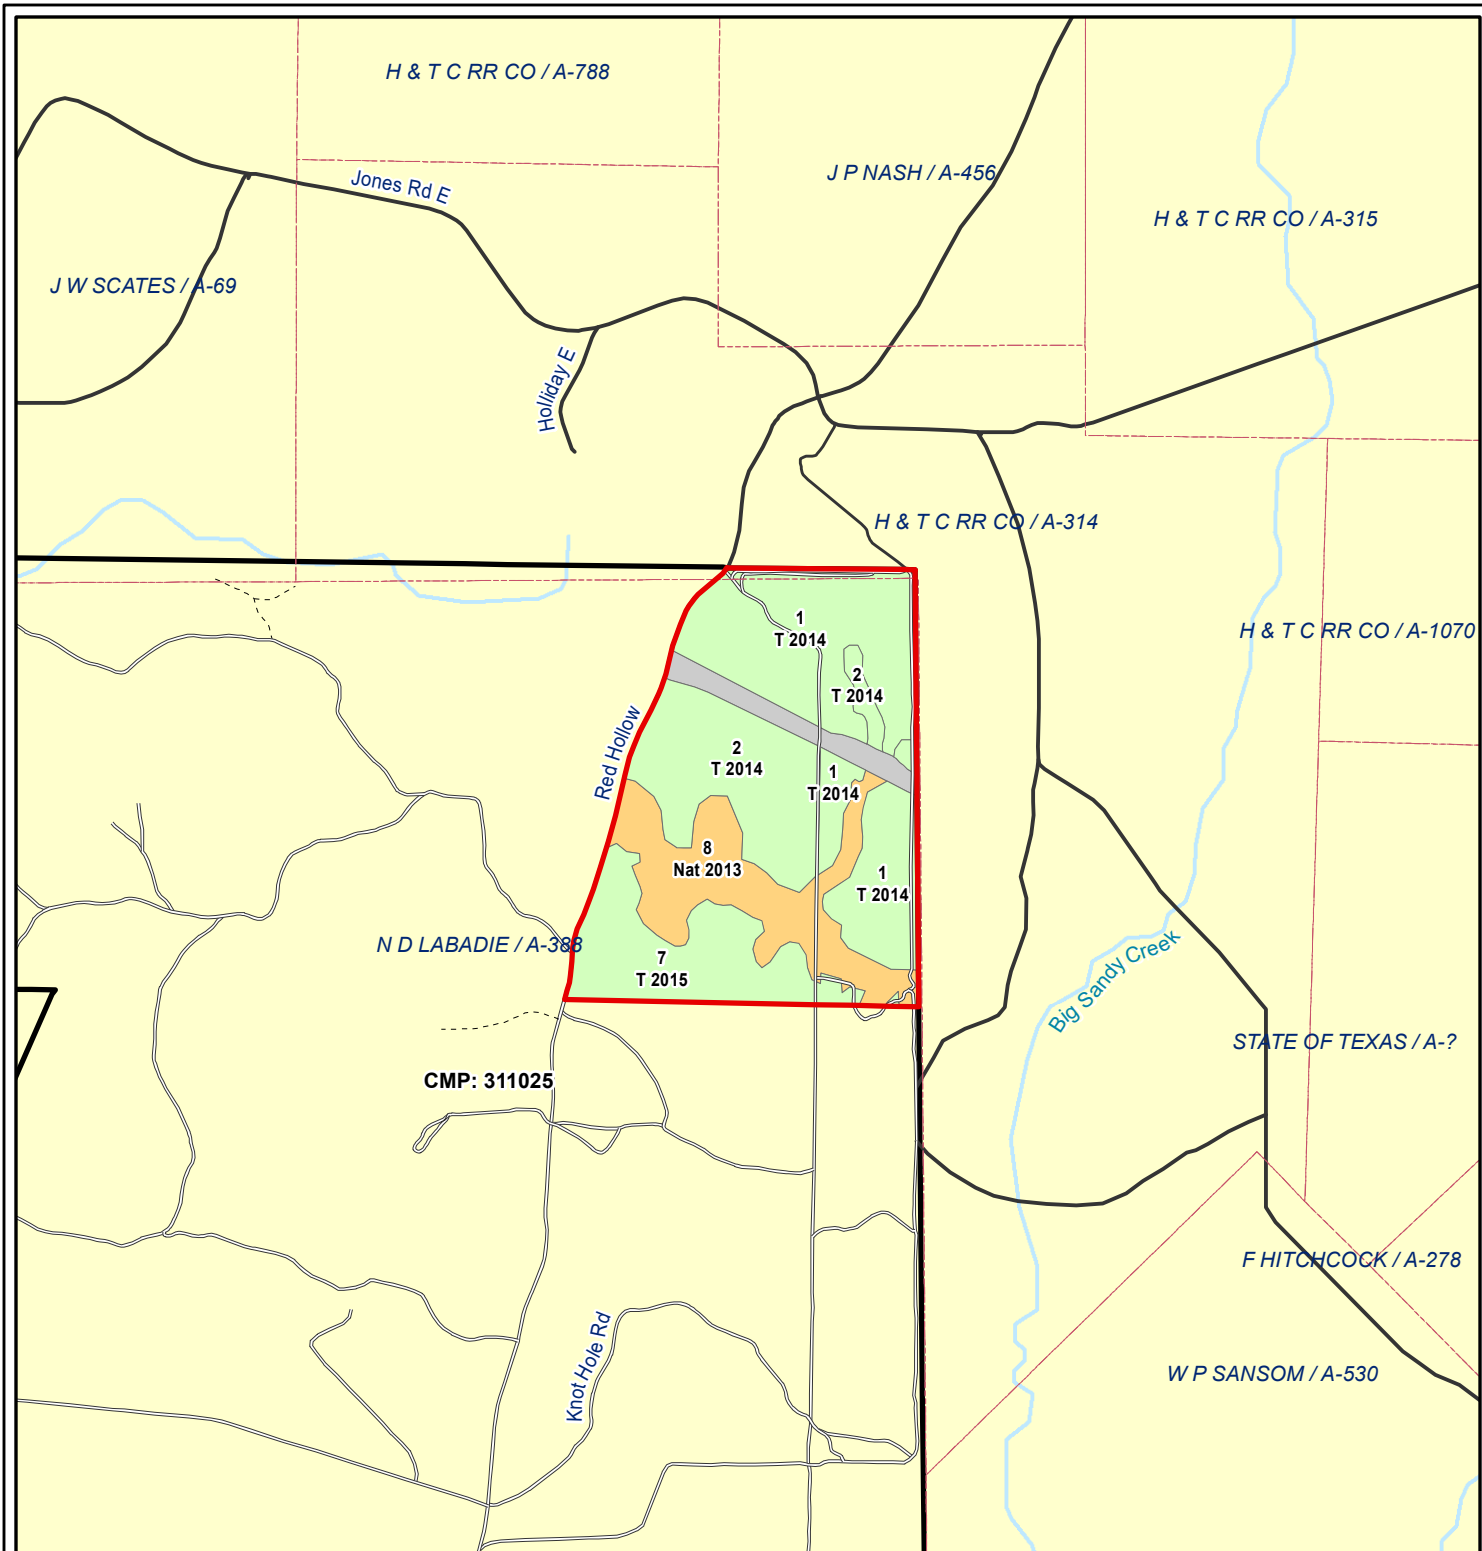 H & T C RR CO / A-788
J P NASH / A-456
Jones Rd E
H & T C RR CO / A-315
J W SCATES / A-69
Holliday E
H & T C RR CO / A-314
1
T 2014
H & T C RR CO / A-1070
2
T 2014
Red Hollow
2
T 2014
1
T 2014
8
Nat 2013
1
T 2014
N D LABADIE / A-388
7
T 2015
Big Sandy Creek
STATE OF TEXAS / A-?
CMP: 311025
F HITCHCOCK / A-278
Knot Hole Rd
W P SANSOM / A-530